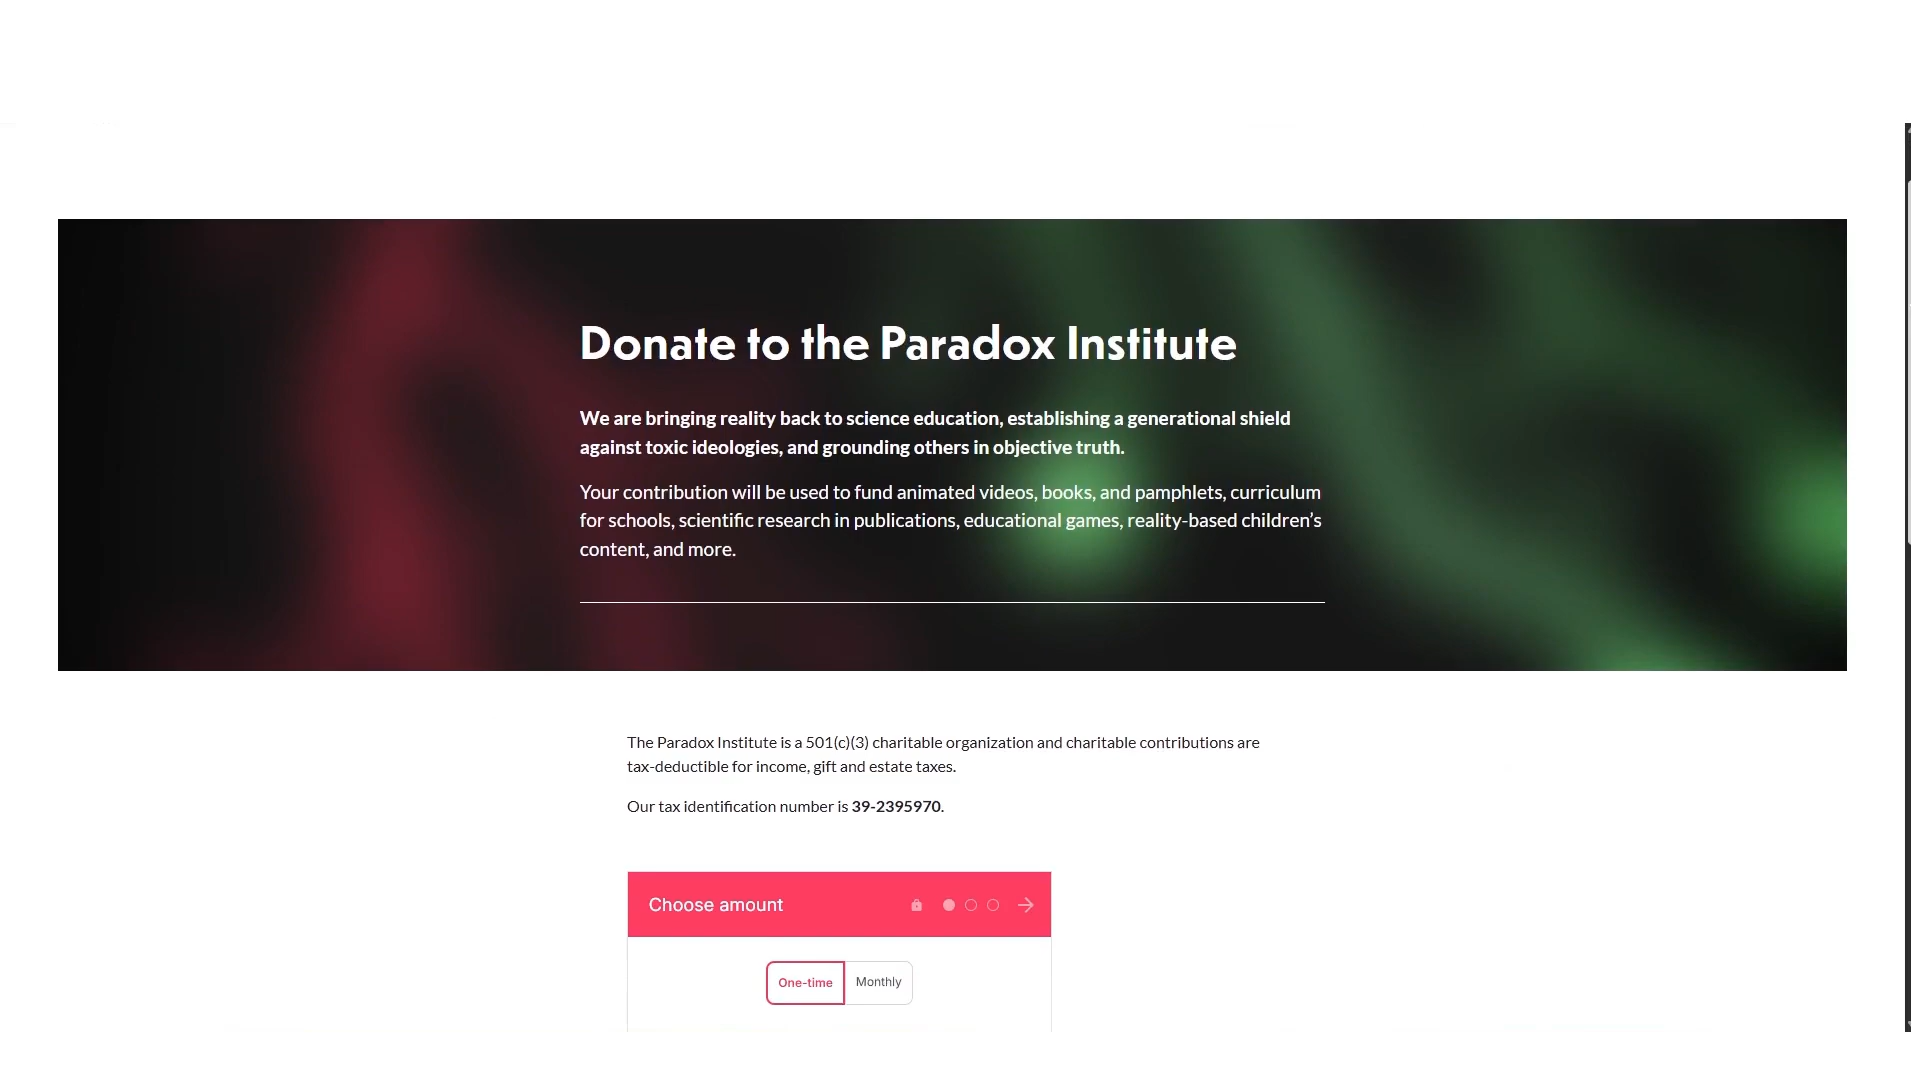 Donate to the Paradox Institute
We are bringing reality back to science education, establishing a generational shield
against toxic ideologies, and grounding others in objective truth.
Your contribution will be used to fund animated videos, books, and pamphlets, curriculum
for schools, scientific research in publications, educational games, reality-based children’s
content, and more.
The Paradox Institute is a 501(c)(3) charitable organization and charitable contributions are
tax-deductible for income, gift and estate taxes.
Our tax identification number is 39-2395970.
Choose amount
One-time Monthly